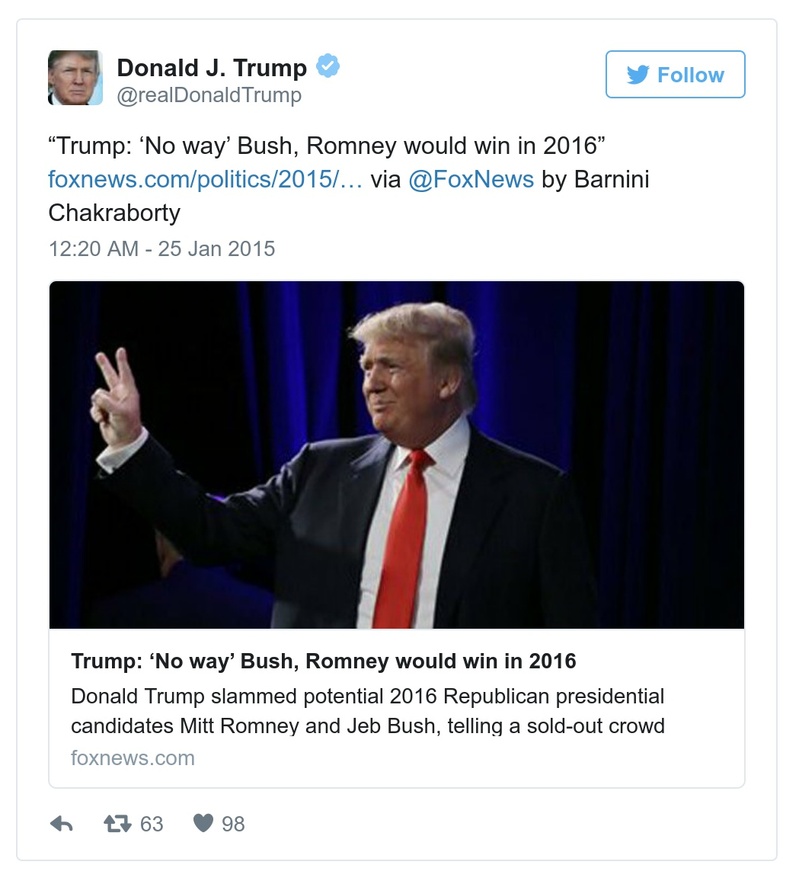 Donald J. Trump
@realDonaldTrump
Follow
“Trump: ‘No way’ Bush, Romney would win in 2016”
foxnews.com/politics/2015/… via @FoxNews by Barnini
Chakraborty
12:20 AM - 25 Jan 2015
Trump: ‘No way’ Bush, Romney would win in 2016
Donald Trump slammed potential 2016 Republican presidential
candidates Mitt Romney and Jeb Bush, telling a sold-out crowd
foxnews.com
63
98